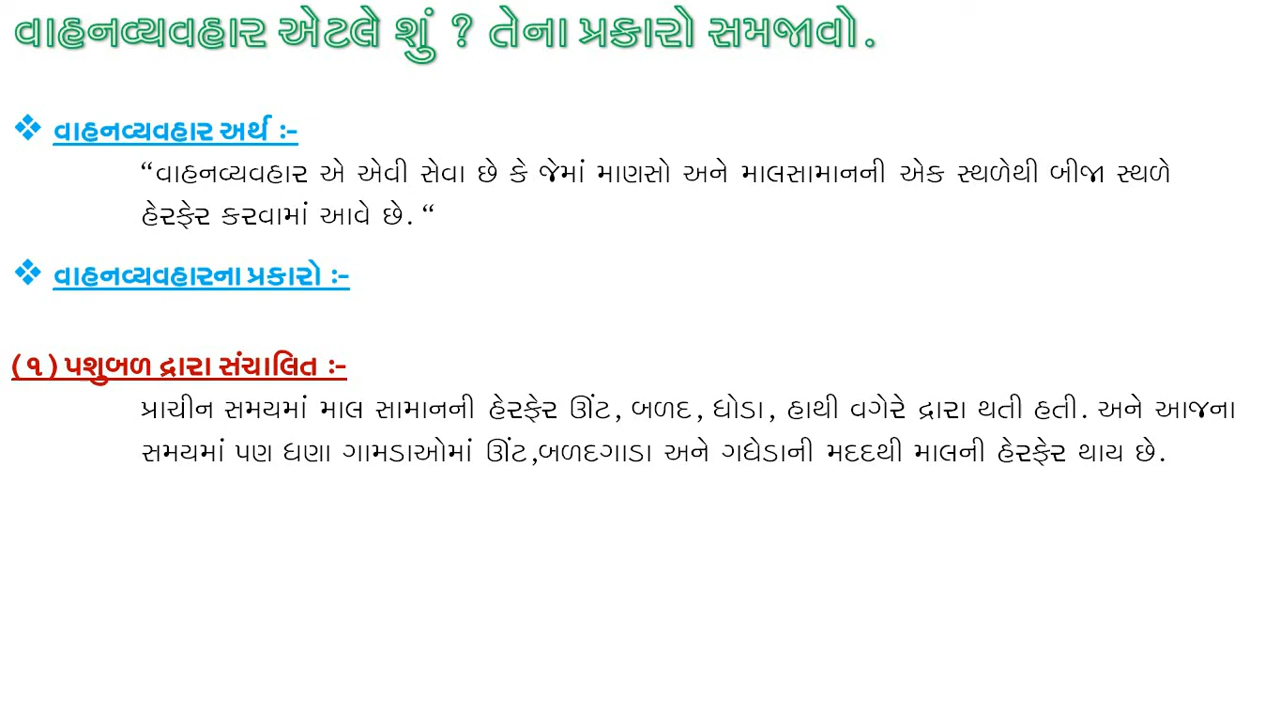 વાહનવ્યવહાર એટલે શું ? તેના પ્રકારો સમજાવો.
❖ વાહનવ્યવહાર અર્થ :-
“વાહનવ્યવહાર એ એવી સેવા છે કે જેમાં માણસો અને માલસામાનની એક સ્થળેથી બીજા સ્થળે
હેરફેર કરવામાં આવે છે. “
❖ વાહનવ્યવહારના પ્રકારો :-
(૧) પશુબળ દ્વારા સંચાલિત :-
પ્રાચીન સમયમાં માલ સામાનની હેરફેર ઊંટ, બળદ, ધોડા, હાથી વગેરે દ્વારા થતી હતી. અને આજના
સમયમાં પણ ધણા ગામડાઓમાં ઊંટ,બળદગાડા અને ગધેડાની મદદથી માલની હેરફેર થાય છે.